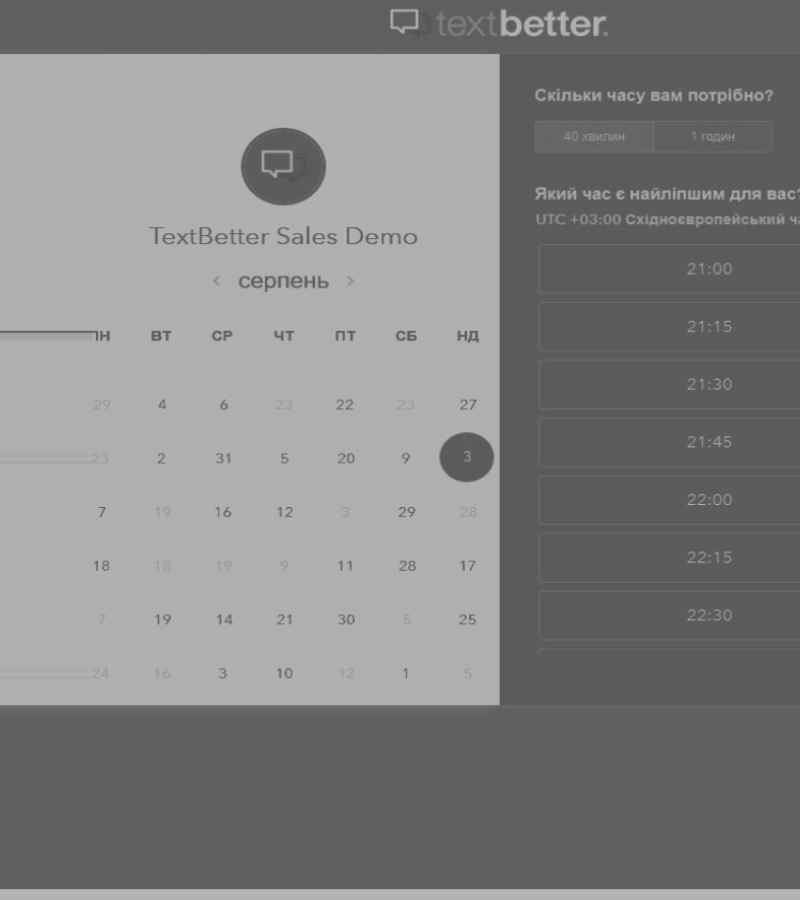 textbetter.
TextBetter Sales Demo
серпень
ПН ВТ СР ЧТ ПТ СБ НД
29 4 6 23 22 23 27
23 2 31 5 20 9 3
7 19 16 12 3 29 28
18 18 19 9 11 28 17
7 19 14 21 30 5 25
24 16 3 10 12 1 5
Скільки часу вам потрібно?
40 хвилин 1 годин
Який час є найліпшим для вас?
UTC +03:00 Східноєвропейський ча
21:00
21:15
21:30
21:45
22:00
22:15
22:30